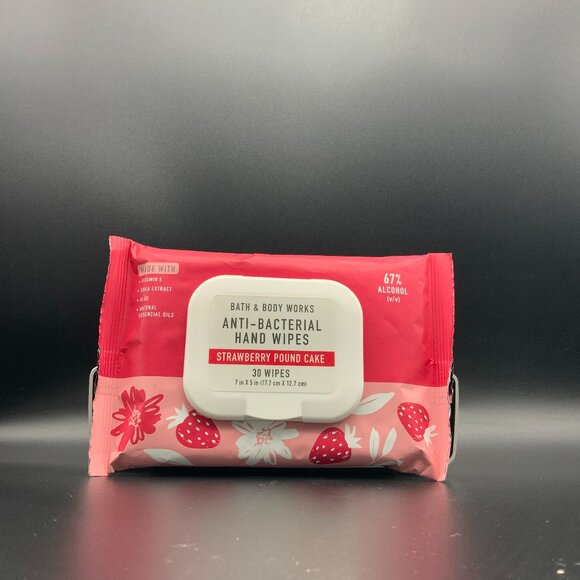 MADE WITH
• VITAMIN E
• SHEA EXTRACT
• ALOE
• NATURAL
ESSENTIAL OILS
67%
ALCOHOL
(v/v)
BATH & BODY WORKS
ANTI-BACTERIAL
HAND WIPES
STRAWBERRY POUND CAKE
30 WIPES
7 in X 5 in (17.7 cm X 12.7 cm)